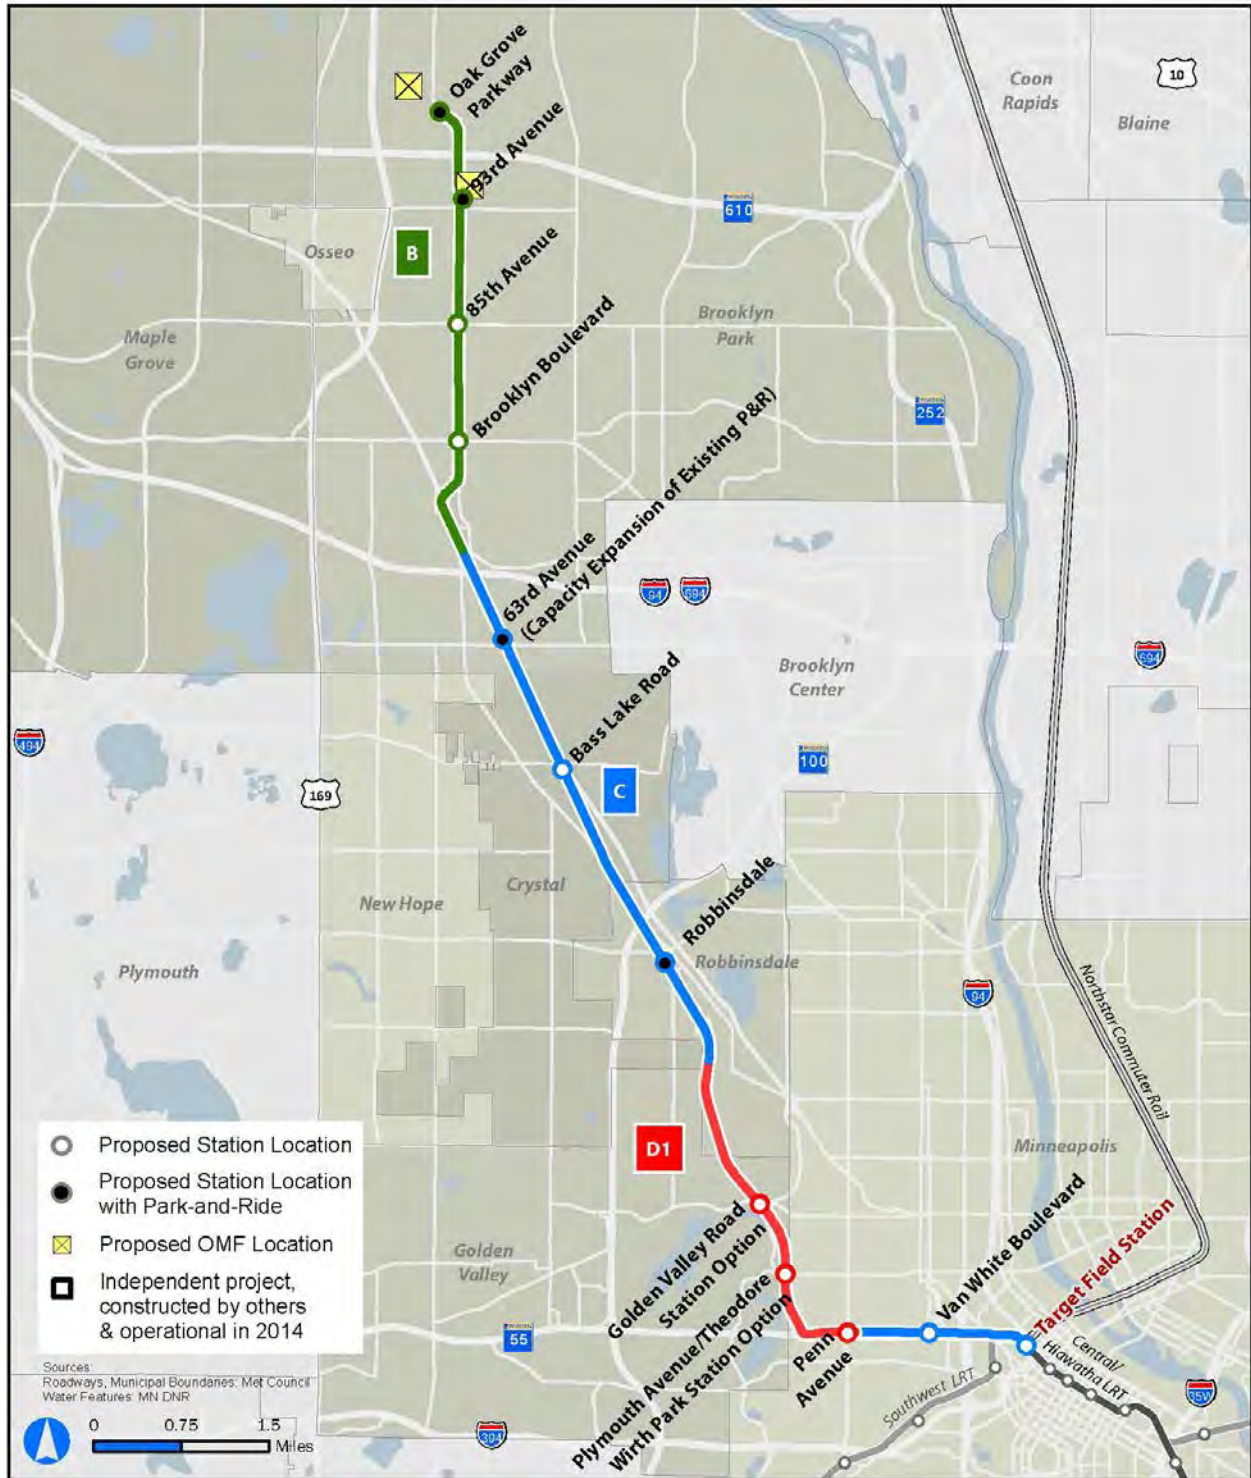 Oak Grove
Parkway
93rd Avenue
Coon
Rapids
10
Blaine
610
Osseo
B
85th Avenue
Brooklyn
Park
Maple
Grove
Brooklyn Boulevard
252
63rd Avenue
(Capacity Expansion of Existing P&R)
94
694
694
Brooklyn
Center
Bass Lake Road
494
169
C
100
Crystal
New Hope
Robbinsdale
Robbinsdale
Plymouth
94
Northstar Commuter Rail
D1
Minneapolis
Golden
Valley
Golden Valley Road
Station Option
Plymouth Avenue/Theodore
Wirth Park Station Option
Penn
Avenue
Van White Boulevard
Target Field Station
55
Central/
Hiawatha LRT
Southwest LRT
35W
394
Proposed Station Location
Proposed Station Location
with Park-and-Ride
Proposed OMF Location
Independent project,
constructed by others
& operational in 2014
Sources:
Roadways, Municipal Boundaries: Met Council
Water Features: MN DNR
0 0.75 1.5
Miles